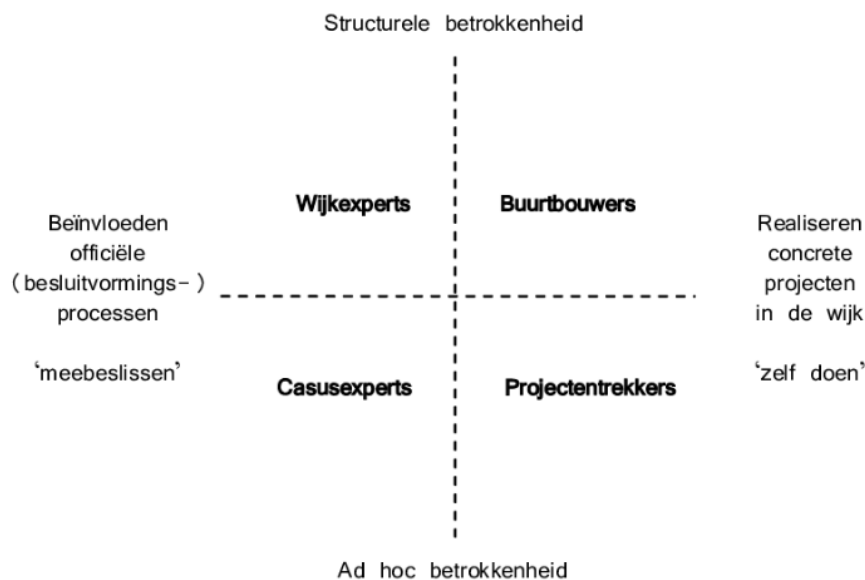 Structurele betrokkenheid
Wijkexperts
Buurtbouwers
Beïnvloeden
officiële
(besluitvormings-)
processen
'meebeslissen'
Realiseren
concrete
projecten
in de wijk
'zelf doen'
Casusexperts
Projectentrekkers
Ad hoc betrokkenheid